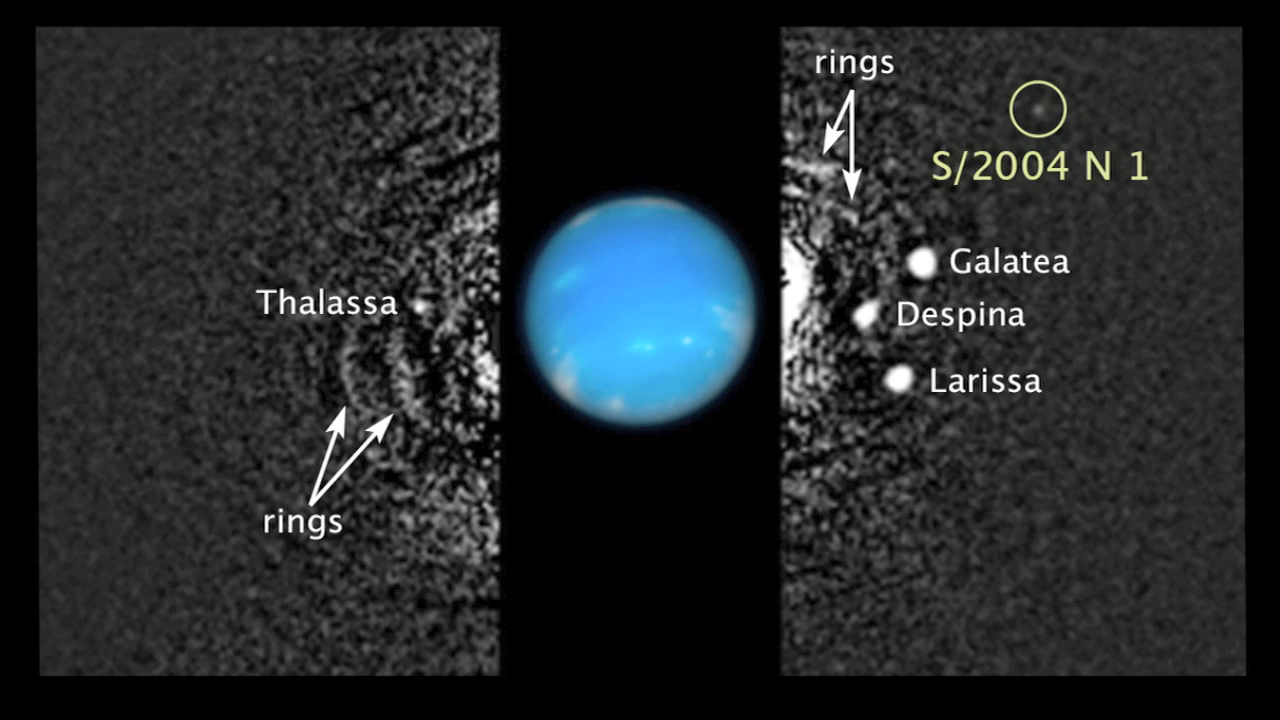 rings
S/2004 N 1
Galatea
Thalassa
Despina
Larissa
rings